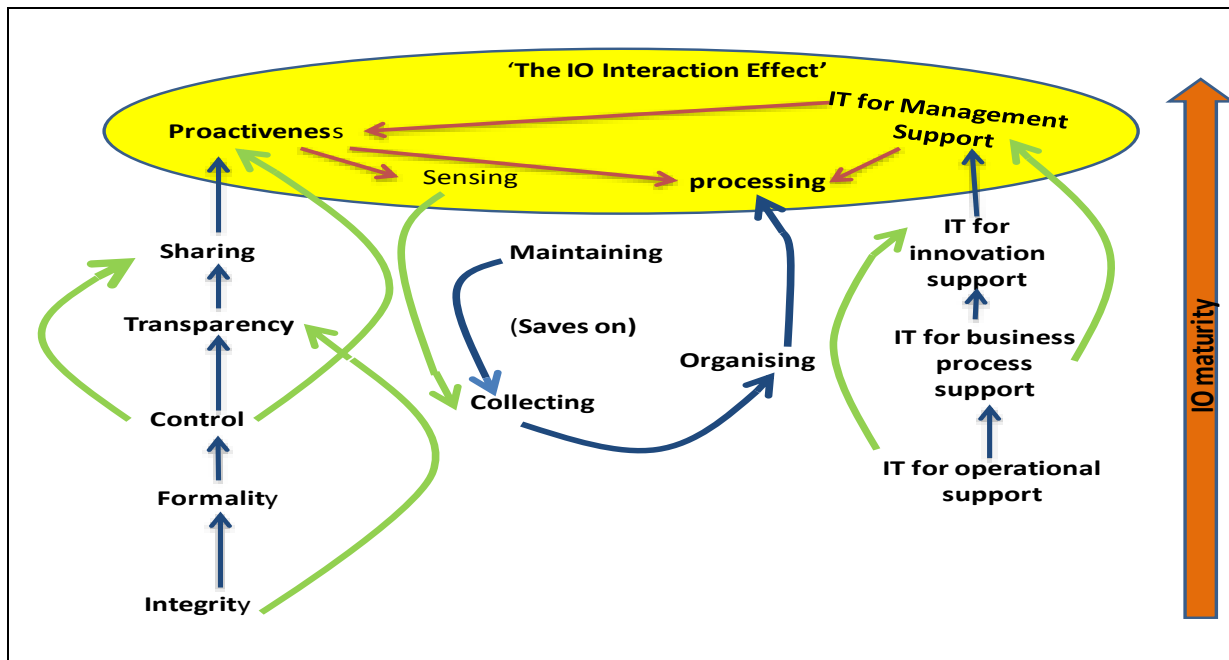 ‘The IO Interaction Effect’
IT for Management
Support
Proactiveness
Sensing
processing
Sharing
Maintaining
IT for
innovation
support
Transparency
(Saves on)
Organising
IT for business
process
support
Control
Collecting
IT for operational
support
Formality
Integrity
IO maturity